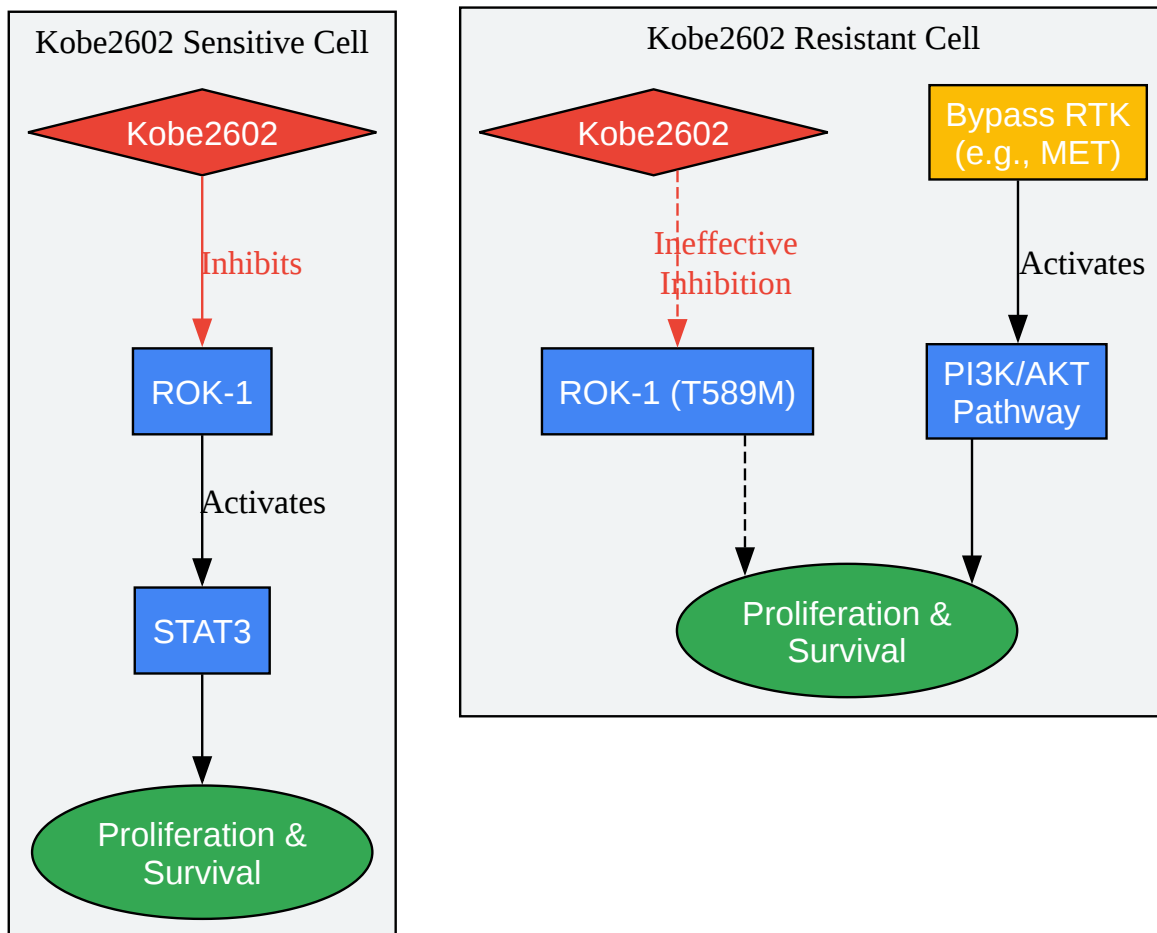 Kobe2602 Sensitive Cell
Kobe2602
Inhibits
ROK-1
Activates
STAT3
Proliferation &
Survival
Kobe2602 Resistant Cell
Kobe2602
Bypass RTK
(e.g., MET)
Ineffective
Inhibition
Activates
ROK-1 (T589M)
PI3K/AKT
Pathway
Proliferation &
Survival